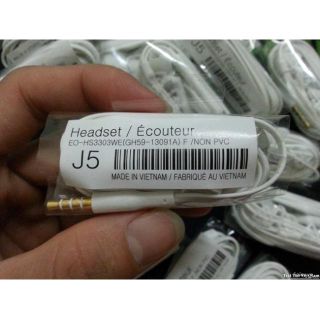 Headset / Écouteur
EO-HS3303WE(GH59-13091A) F /NON PVC
J5
MADE IN VIETNAM / FABRIQUÉ AU VIETNAM